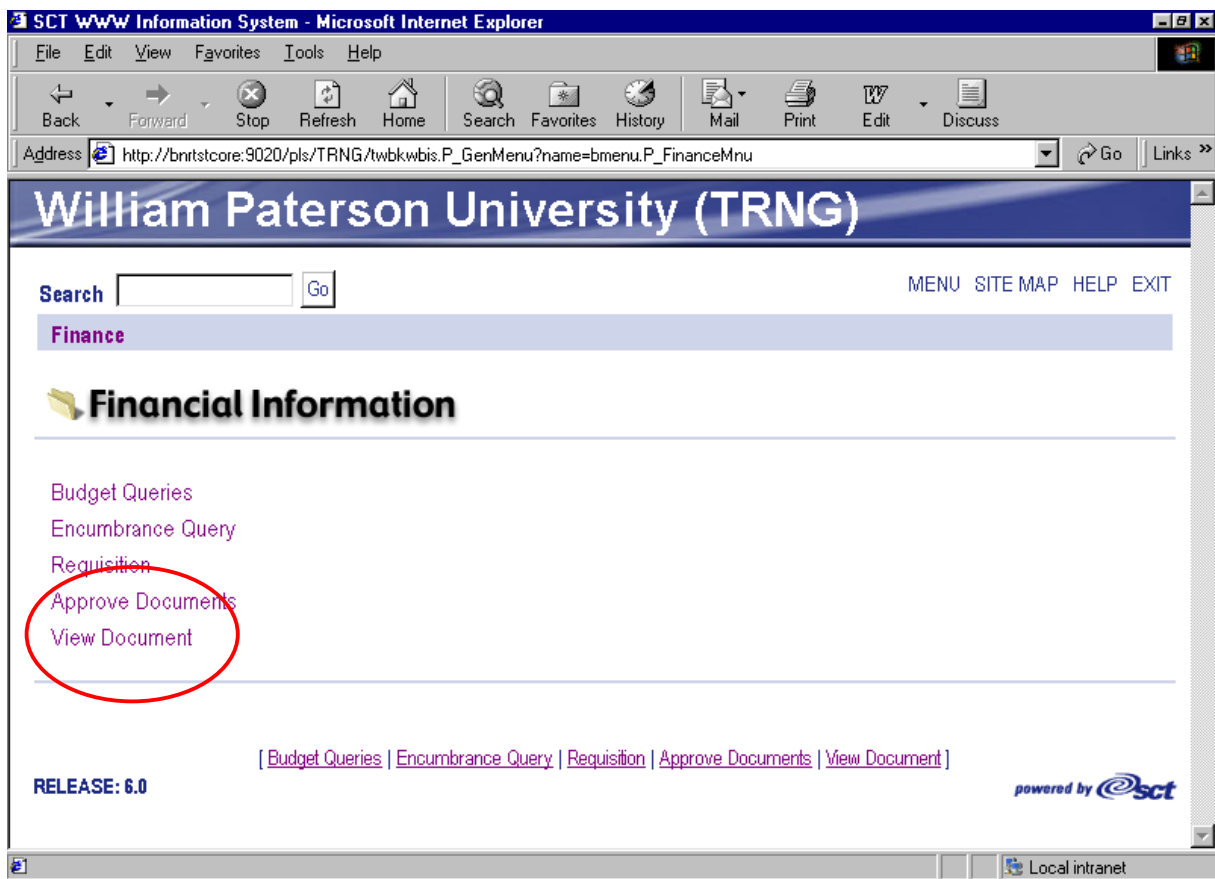 SCT WWW Information System - Microsoft Internet Explorer
File Edit View Favorites Tools Help
Back Forward Stop Refresh Home Search Favorites History Mail Print Edit Discuss
Address http://bnrtstcore:9020/pls/TRNG/twbkwbis.P_GenMenu?name=bmenu.P_FinanceMnu Go Links »
William Paterson University (TRNG)
Search Go MENU SITE MAP HELP EXIT
Finance
Financial Information
Budget Queries
Encumbrance Query
Requisition
Approve Documents
View Document
[ Budget Queries | Encumbrance Query | Requisition | Approve Documents | View Document ]
RELEASE: 6.0
powered by sct
Local intranet